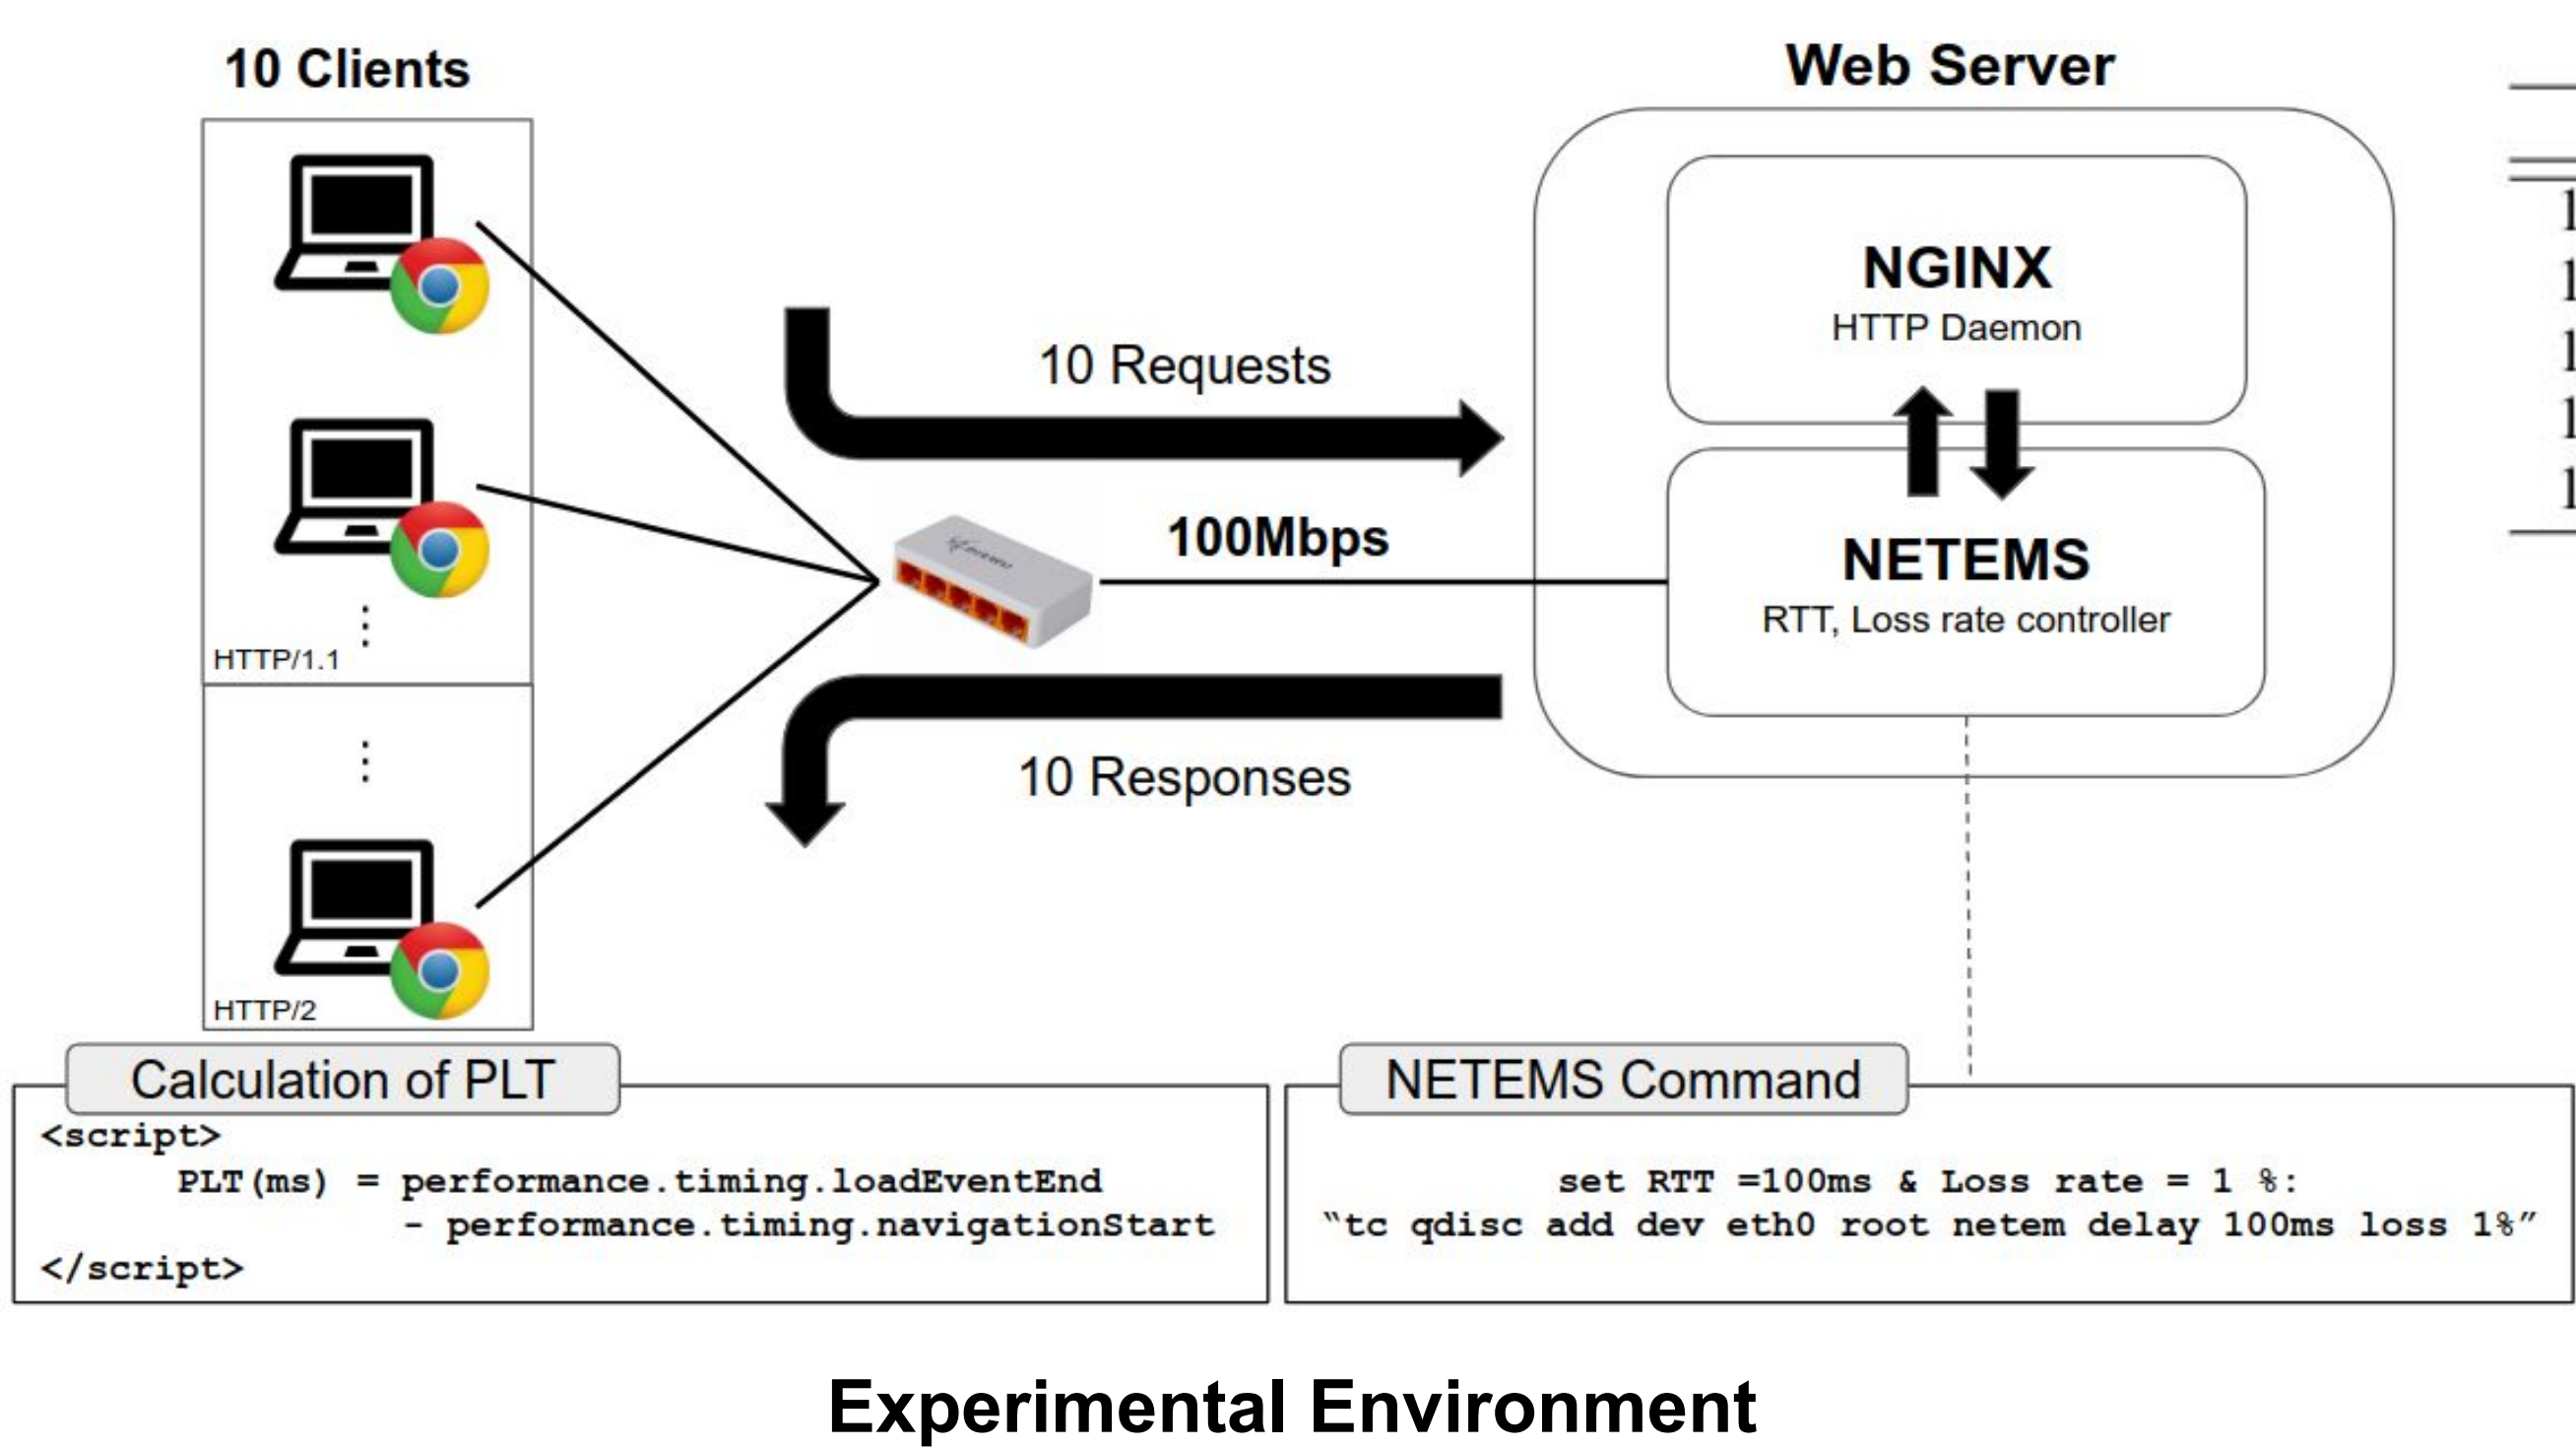 10 Clients
Web Server
NGINX
HTTP Daemon
10 Requests
100Mbps
NETEMS
RTT, Loss rate controller
HTTP/1.1
10 Responses
HTTP/2
Calculation of PLT
<script>
PLT(ms) = performance.timing.loadEventEnd
- performance.timing.navigationStart
</script>
NETEMS Command
set RTT =100ms & Loss rate = 1 %:
“tc qdisc add dev eth0 root netem delay 100ms loss 1%”
Experimental Environment